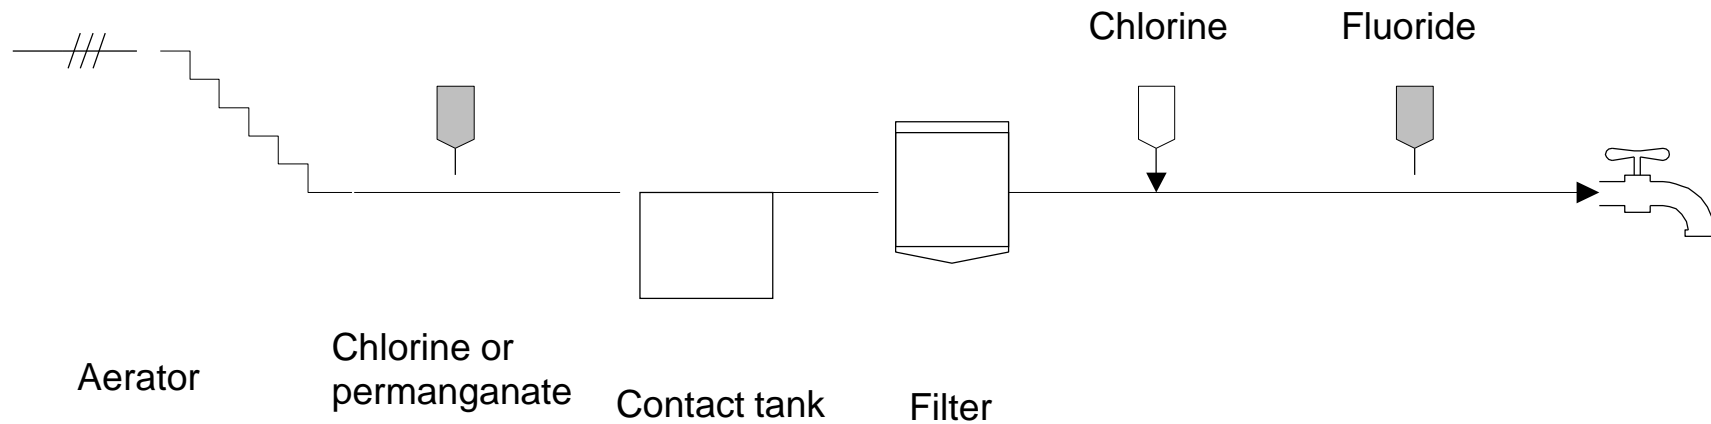 Chlorine
Fluoride
Aerator
Chlorine or
permanganate
Contact tank
Filter